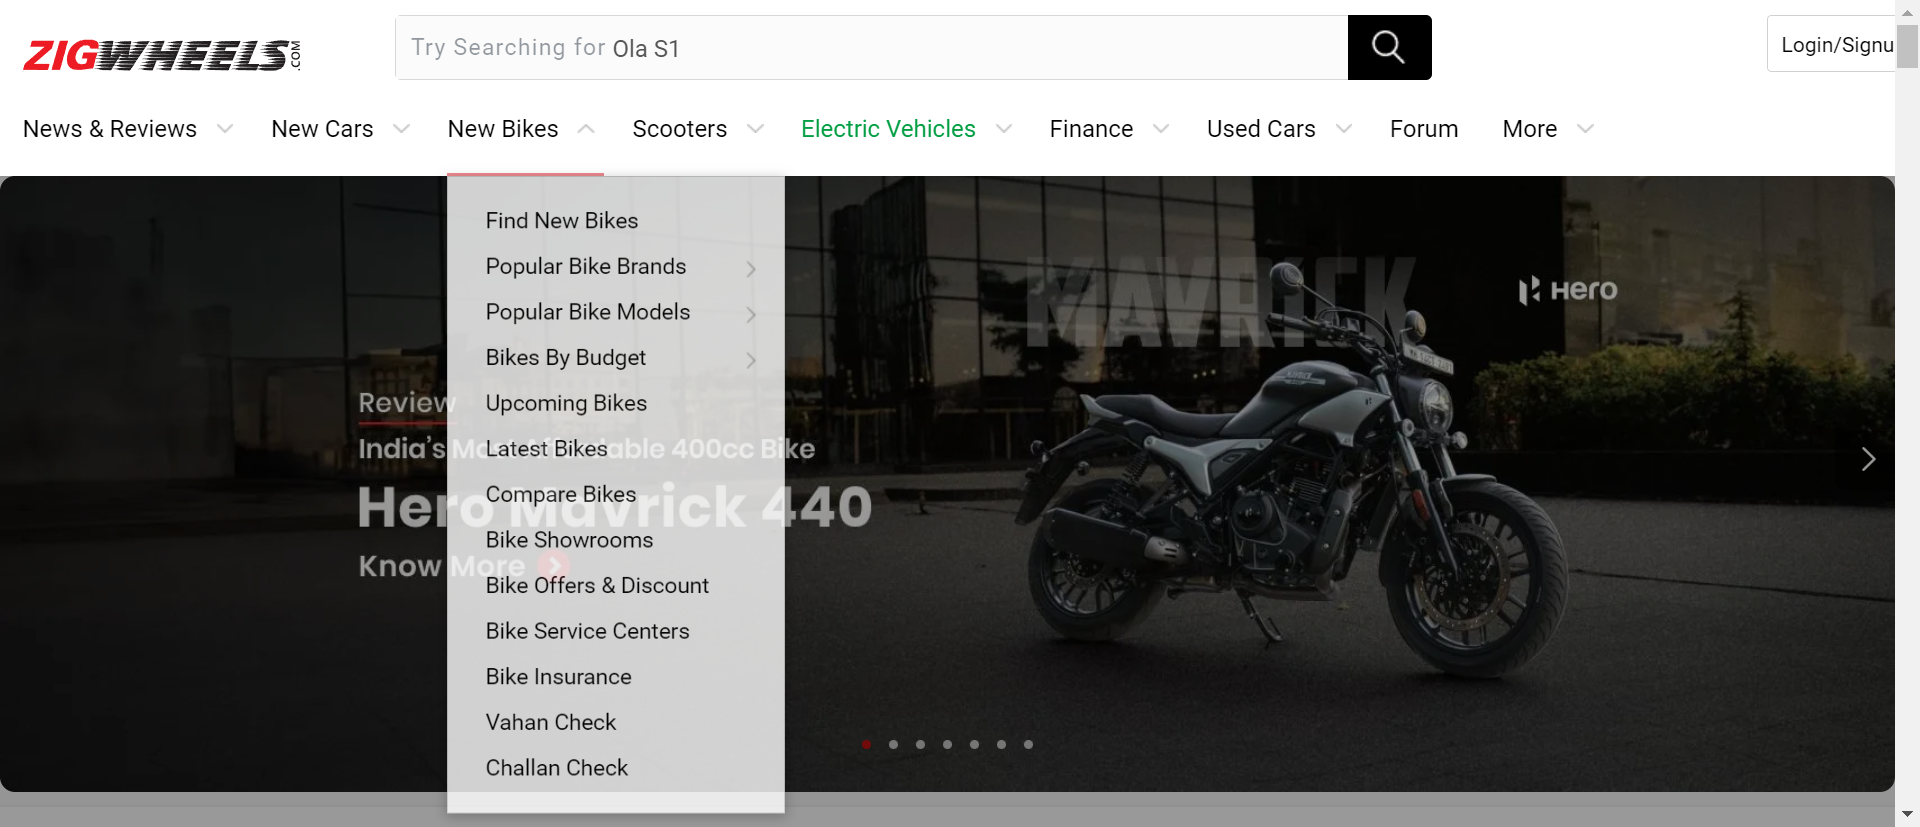 ZIGWHEELS.COM
Try Searching for Ola S1
Login/Signu
News & Reviews
New Cars
New Bikes
Scooters
Electric Vehicles
Finance
Used Cars
Forum
More
Find New Bikes
Popular Bike Brands
Popular Bike Models
Bikes By Budget
Upcoming Bikes
Latest Bikes
Compare Bikes
Bike Showrooms
Bike Offers & Discount
Bike Service Centers
Bike Insurance
Vahan Check
Challan Check
Review
India's Most Affordable 400cc Bike
Hero Mavrick 440
Know More
MAVRICK
Hero